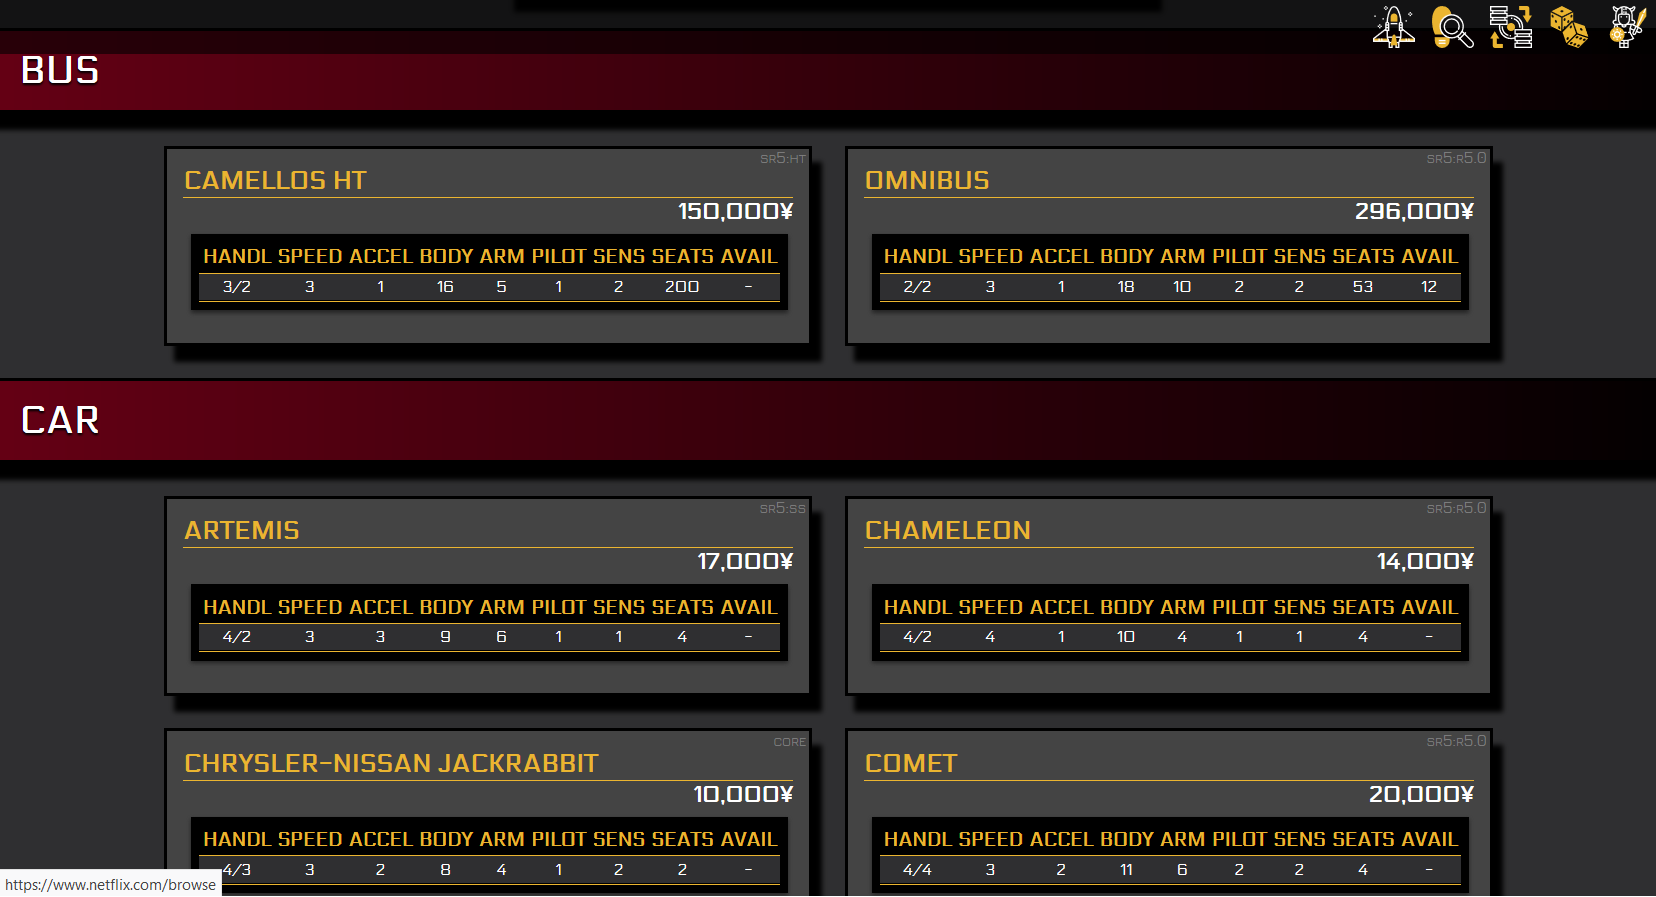 BUS
SR5:HT
CAMELLOS HT
150,000¥
HANDL SPEED ACCEL BODY ARM PILOT SENS SEATS AVAIL
3/2 3 1 16 5 1 2 200 -
SR5:R5.0
OMNIBUS
296,000¥
HANDL SPEED ACCEL BODY ARM PILOT SENS SEATS AVAIL
2/2 3 1 18 10 2 2 53 12
CAR
SR5:SS
ARTEMIS
17,000¥
HANDL SPEED ACCEL BODY ARM PILOT SENS SEATS AVAIL
4/2 3 3 9 6 1 1 4 -
SR5:R5.0
CHAMELEON
14,000¥
HANDL SPEED ACCEL BODY ARM PILOT SENS SEATS AVAIL
4/2 4 1 10 4 1 1 4 -
CORE
CHRYSLER-NISSAN JACKRABBIT
10,000¥
HANDL SPEED ACCEL BODY ARM PILOT SENS SEATS AVAIL
4/3 3 2 8 4 1 2 2 -
SR5:R5.0
COMET
20,000¥
HANDL SPEED ACCEL BODY ARM PILOT SENS SEATS AVAIL
4/4 3 2 11 6 2 2 4 -
https://www.netflix.com/browse